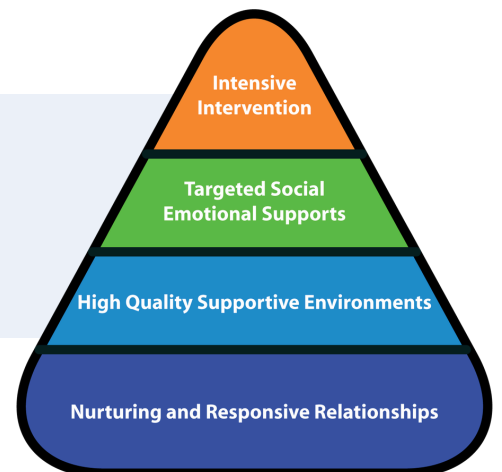 Intensive
Intervention
Targeted Social
Emotional Supports
High Quality Supportive Environments
Nurturing and Responsive Relationships